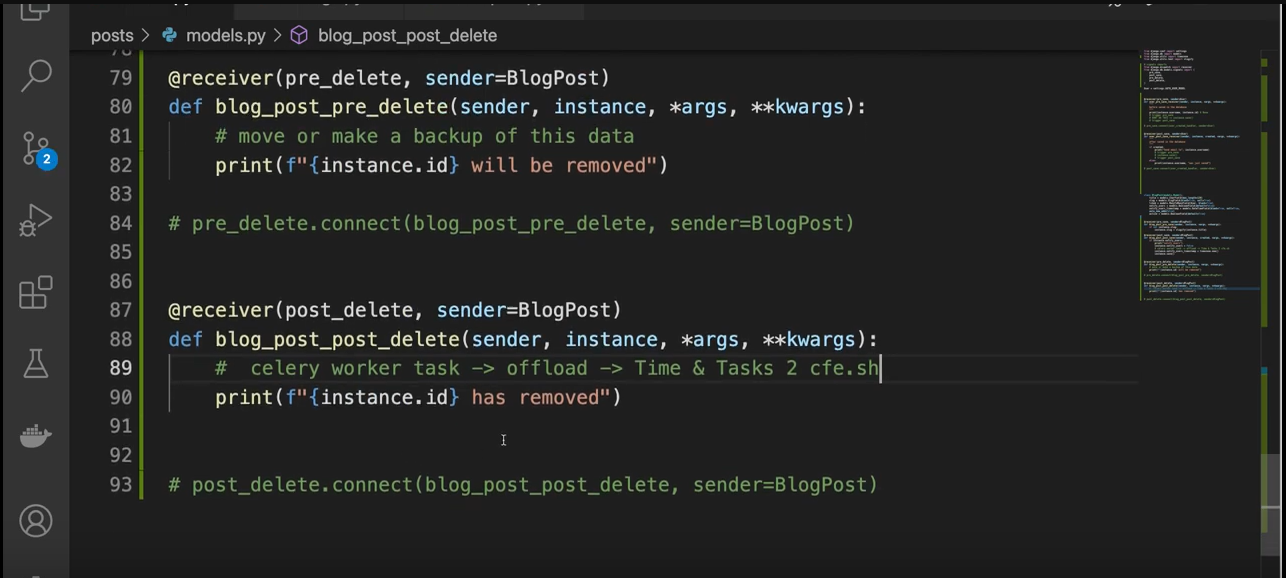 posts > models.py > blog_post_post_delete
79 @receiver(pre_delete, sender=BlogPost)
80 def blog_post_pre_delete(sender, instance, *args, **kwargs):
81     # move or make a backup of this data
82     print(f"{instance.id} will be removed")
83
84 # pre_delete.connect(blog_post_pre_delete, sender=BlogPost)
85
86
87 @receiver(post_delete, sender=BlogPost)
88 def blog_post_post_delete(sender, instance, *args, **kwargs):
89     #  celery worker task -> offload -> Time & Tasks 2 cfe.sh
90     print(f"{instance.id} has removed")
91
92
93 # post_delete.connect(blog_post_post_delete, sender=BlogPost)
2